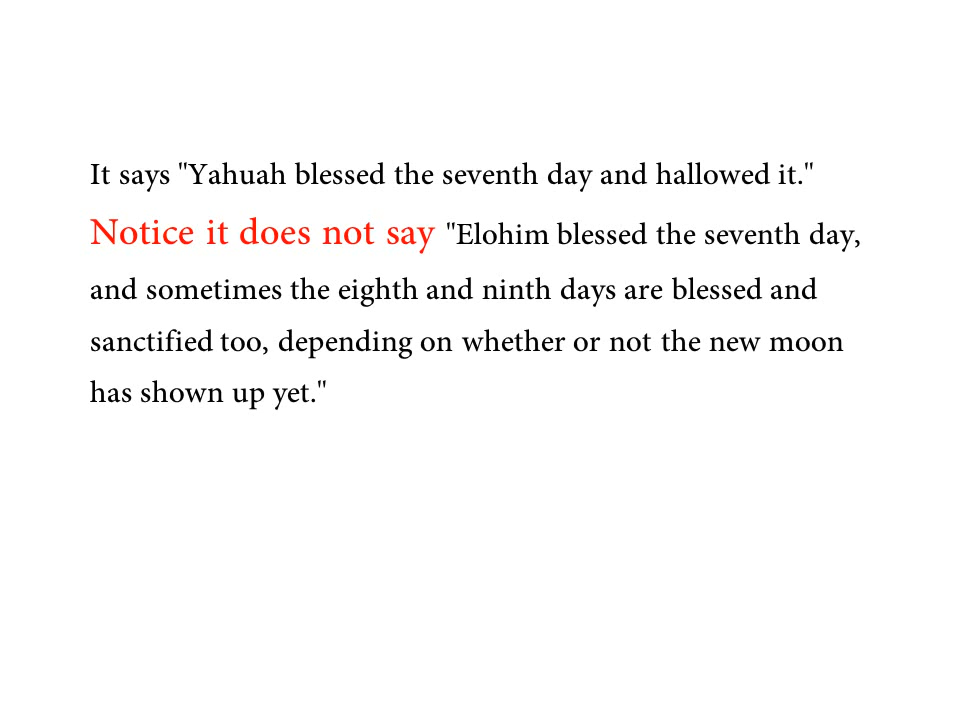 It says "Yahuah blessed the seventh day and hallowed it."
Notice it does not say "Elohim blessed the seventh day,
and sometimes the eighth and ninth days are blessed and
sanctified too, depending on whether or not the new moon
has shown up yet."